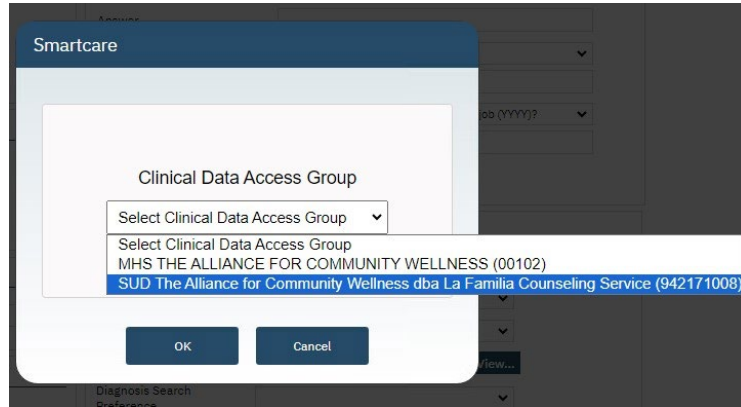 Answer
Smartcare
job (YYYY)?
Clinical Data Access Group
Select Clinical Data Access Group
Select Clinical Data Access Group
MHS THE ALLIANCE FOR COMMUNITY WELLNESS (00102)
SUD The Alliance for Community Wellness dba La Familia Counseling Service (942171008)
OK
Cancel
View...
Diagnosis Search
Preference